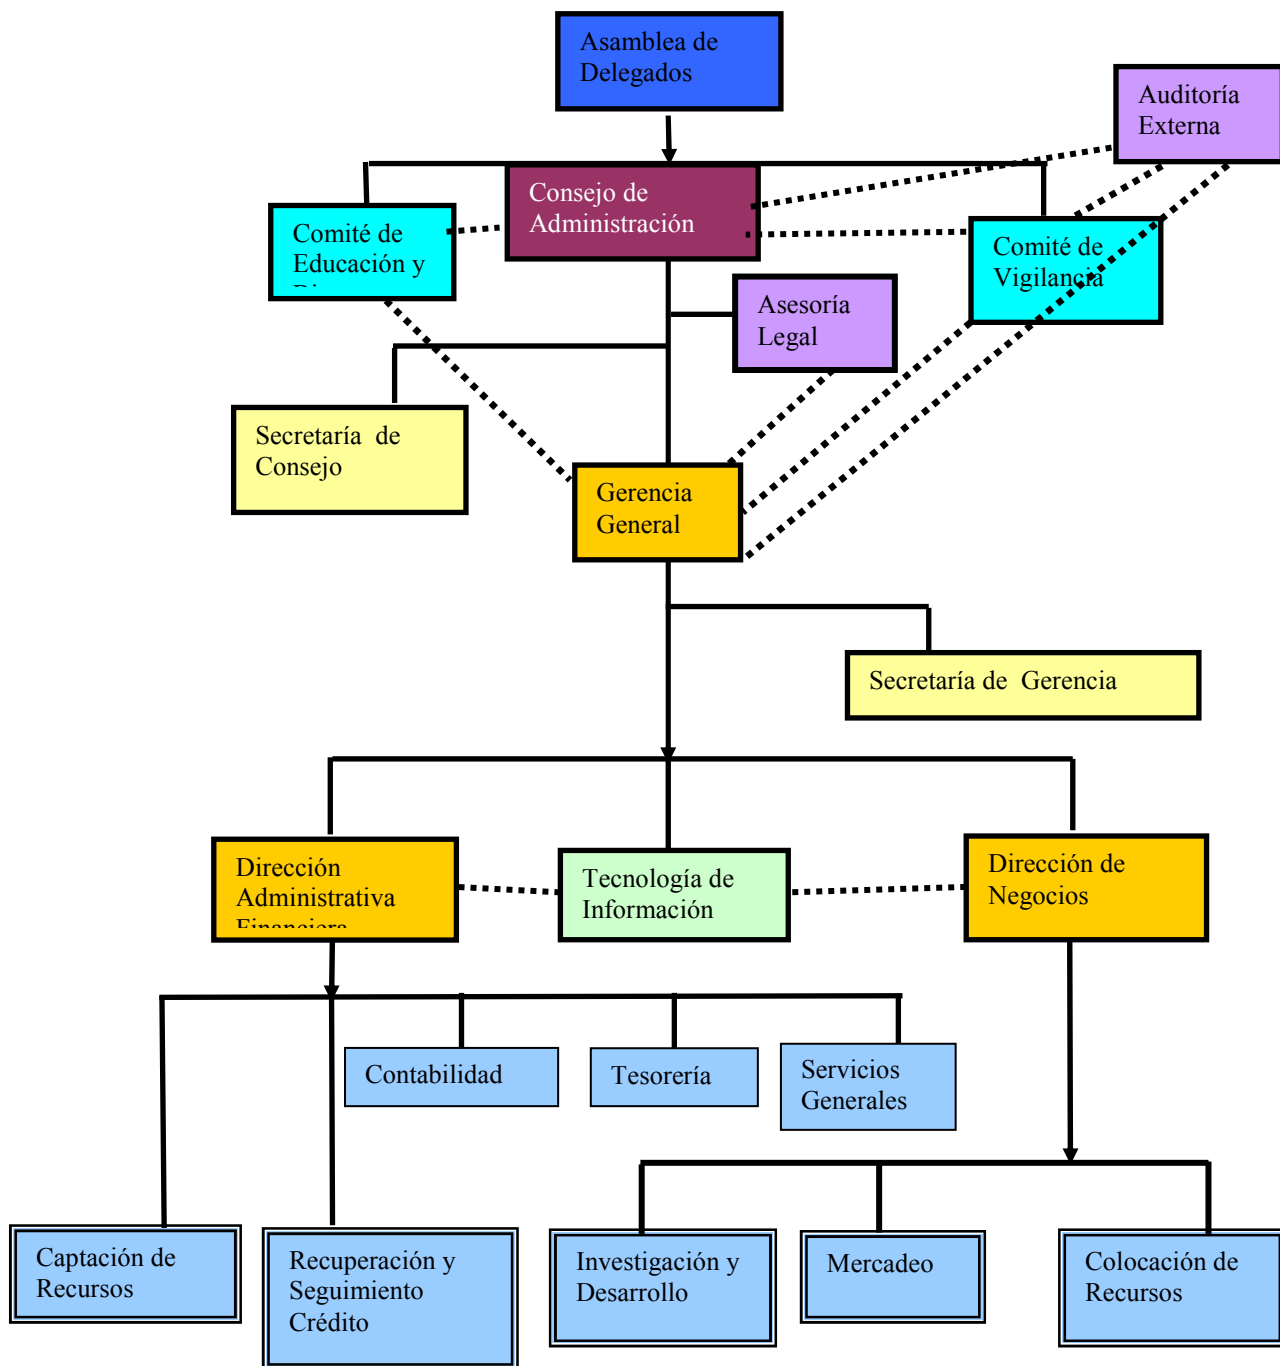 Asamblea de
Delegados
Auditoría
Externa
Consejo de
Administración
Comité de
Educación y
Comité de
Vigilancia
Asesoría
Legal
Secretaría  de
Consejo
Gerencia
General
Secretaría de  Gerencia
Dirección
Administrativa
Financiera
Tecnología de
Información
Dirección de
Negocios
Contabilidad
Tesorería
Servicios
Generales
Captación de
Recursos
Recuperación y
Seguimiento
Crédito
Investigación y
Desarrollo
Mercadeo
Colocación de
Recursos